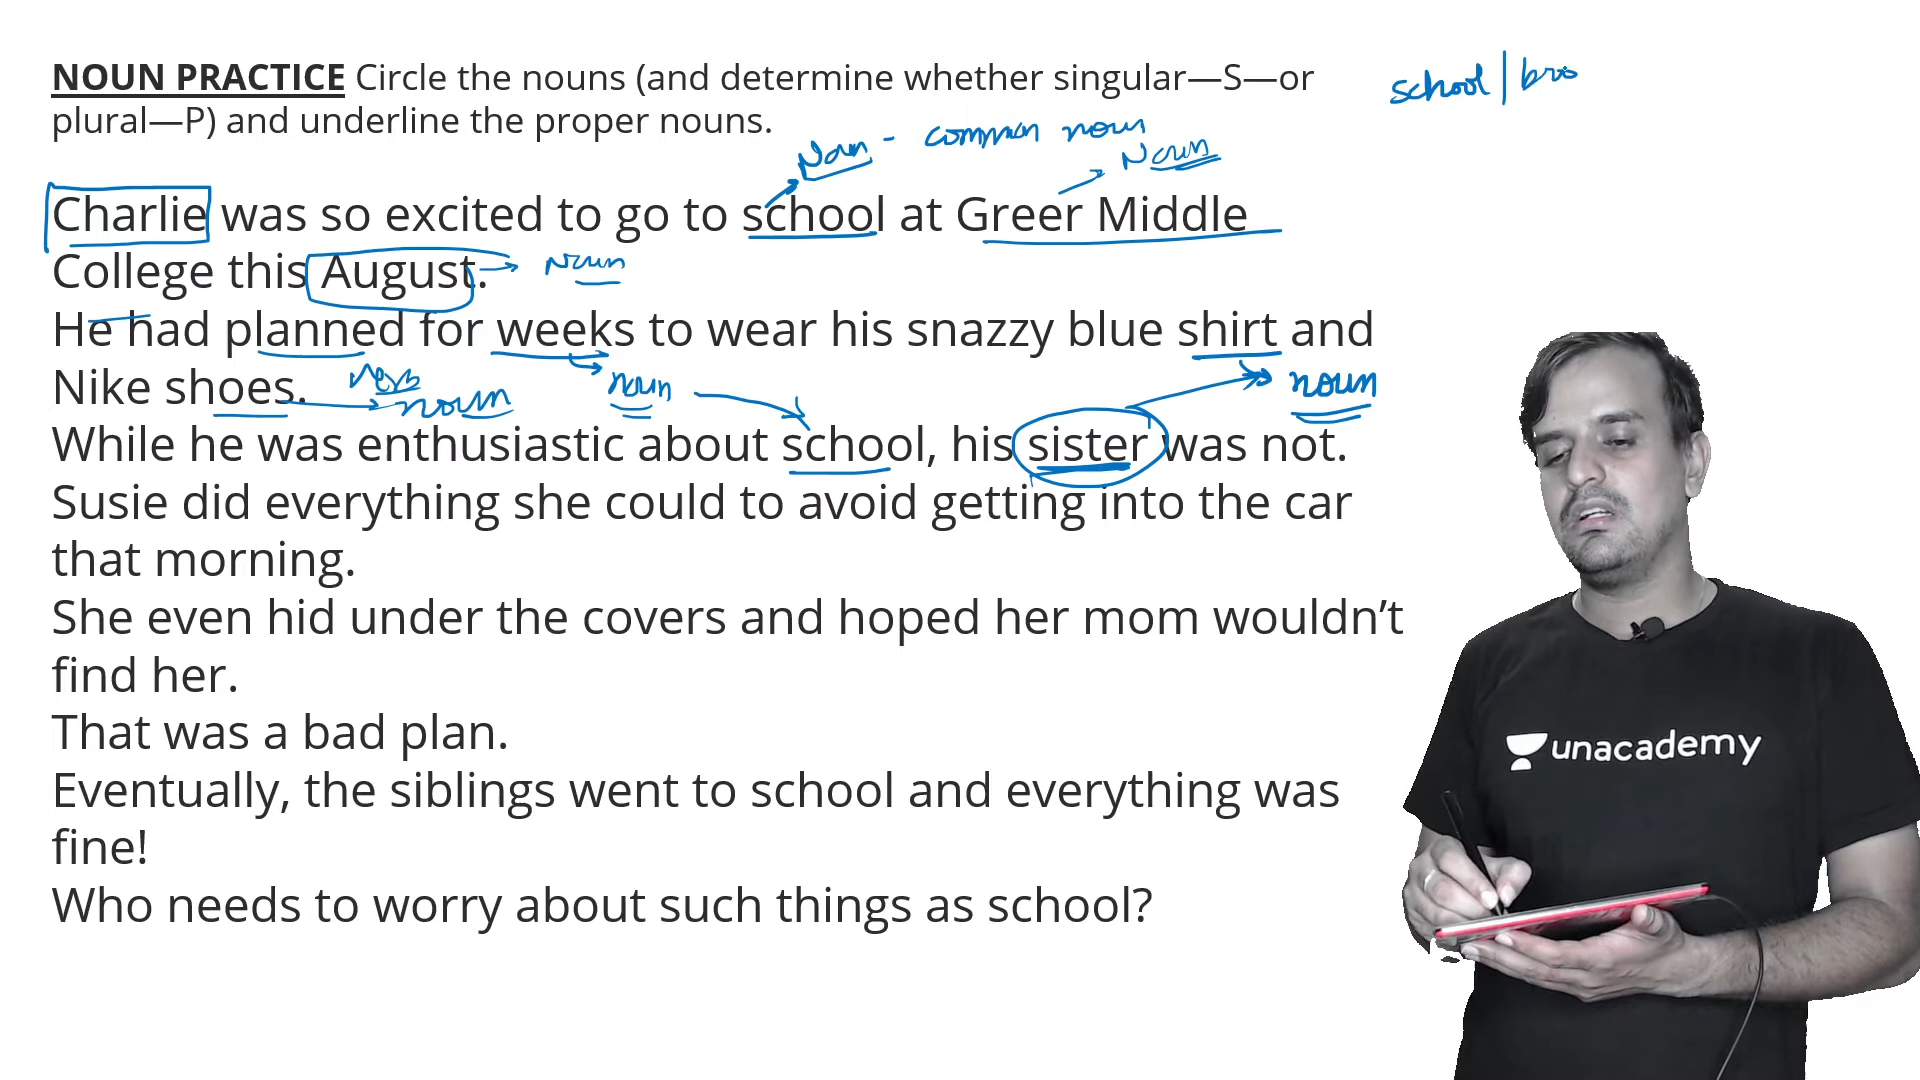 NOUN PRACTICE Circle the nouns (and determine whether singular—S—or
plural—P) and underline the proper nouns.
school | bro
Noun - common noun
Noun
Charlie was so excited to go to school at Greer Middle
College this August.
Noun
He had planned for weeks to wear his snazzy blue shirt and
Nike shoes.
Verb
noun
noun
noun
While he was enthusiastic about school, his sister was not.
Susie did everything she could to avoid getting into the car
that morning.
She even hid under the covers and hoped her mom wouldn’t
find her.
That was a bad plan.
Eventually, the siblings went to school and everything was
fine!
Who needs to worry about such things as school?
unacademy